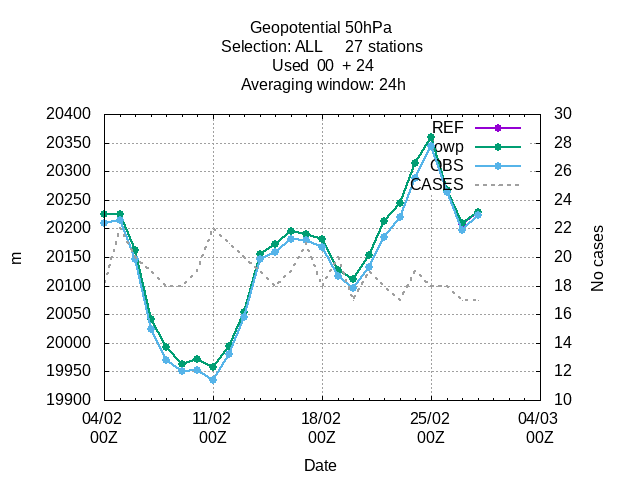 Geopotential 50hPa
Selection: ALL 27 stations
Used 00 + 24
Averaging window: 24h
20400
20350
20300
20250
20200
20150
20100
20050
20000
19950
19900
m
30
28
26
24
22
20
18
16
14
12
10
No cases
REF
owp
OBS
CASES
04/02 11/02 18/02 25/02 04/03
00Z 00Z 00Z 00Z 00Z
Date